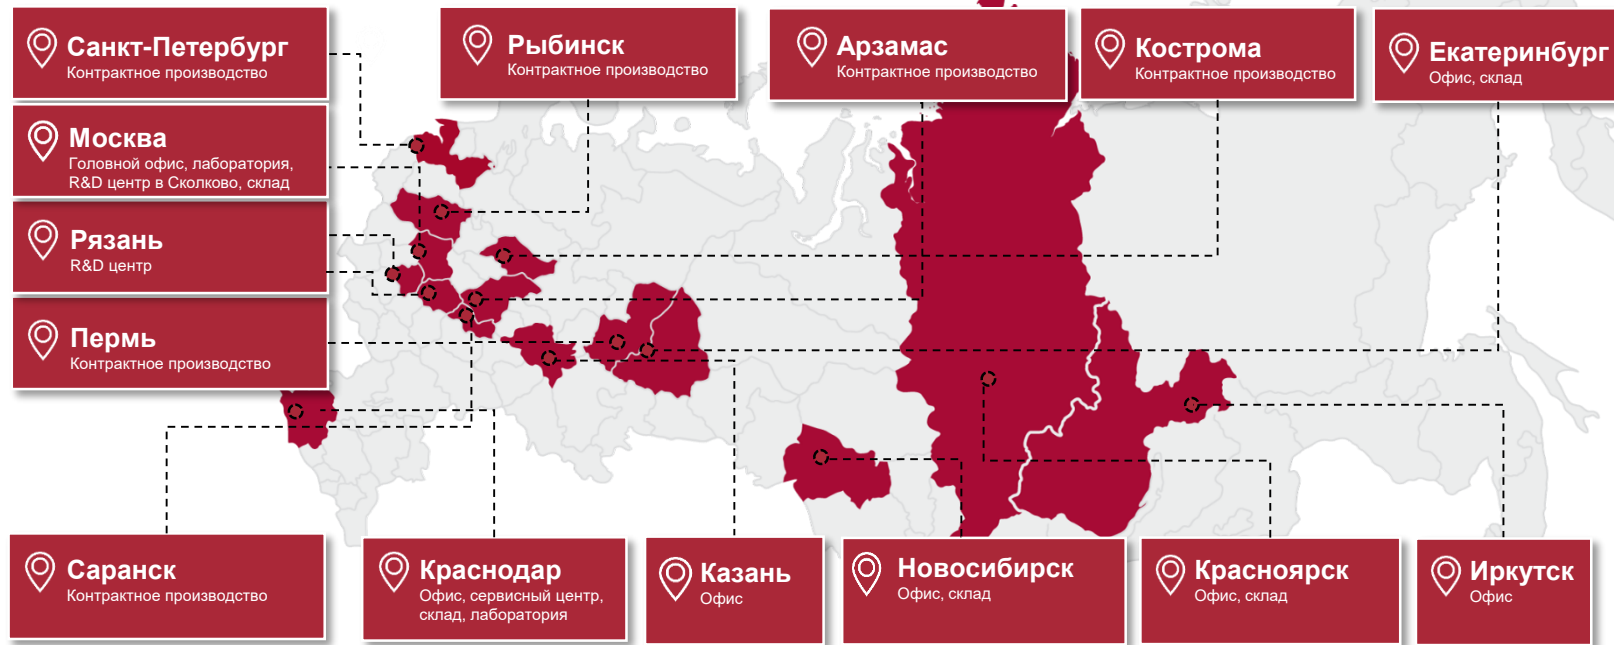 Санкт-Петербург
Контрактное производство
Рыбинск
Контрактное производство
Арзамас
Контрактное производство
Кострома
Контрактное производство
Екатеринбург
Офис, склад
Москва
Головной офис, лаборатория,
R&D центр в Сколково, склад
Рязань
R&D центр
Пермь
Контрактное производство
Саранск
Контрактное производство
Краснодар
Офис, сервисный центр,
склад, лаборатория
Казань
Офис
Новосибирск
Офис, склад
Красноярск
Офис, склад
Иркутск
Офис